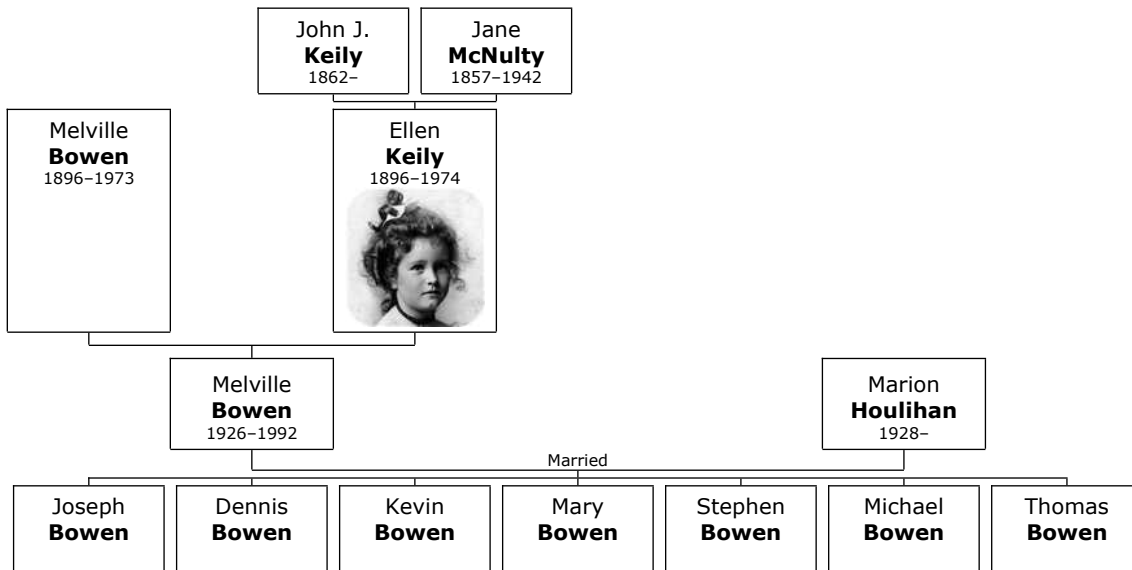 John J.
Keily
1862–
Jane
McNulty
1857–1942
Melville
Bowen
1896–1973
Ellen
Keily
1896–1974
Melville
Bowen
1926–1992
Marion
Houlihan
1928–
Married
Joseph
Bowen
Dennis
Bowen
Kevin
Bowen
Mary
Bowen
Stephen
Bowen
Michael
Bowen
Thomas
Bowen